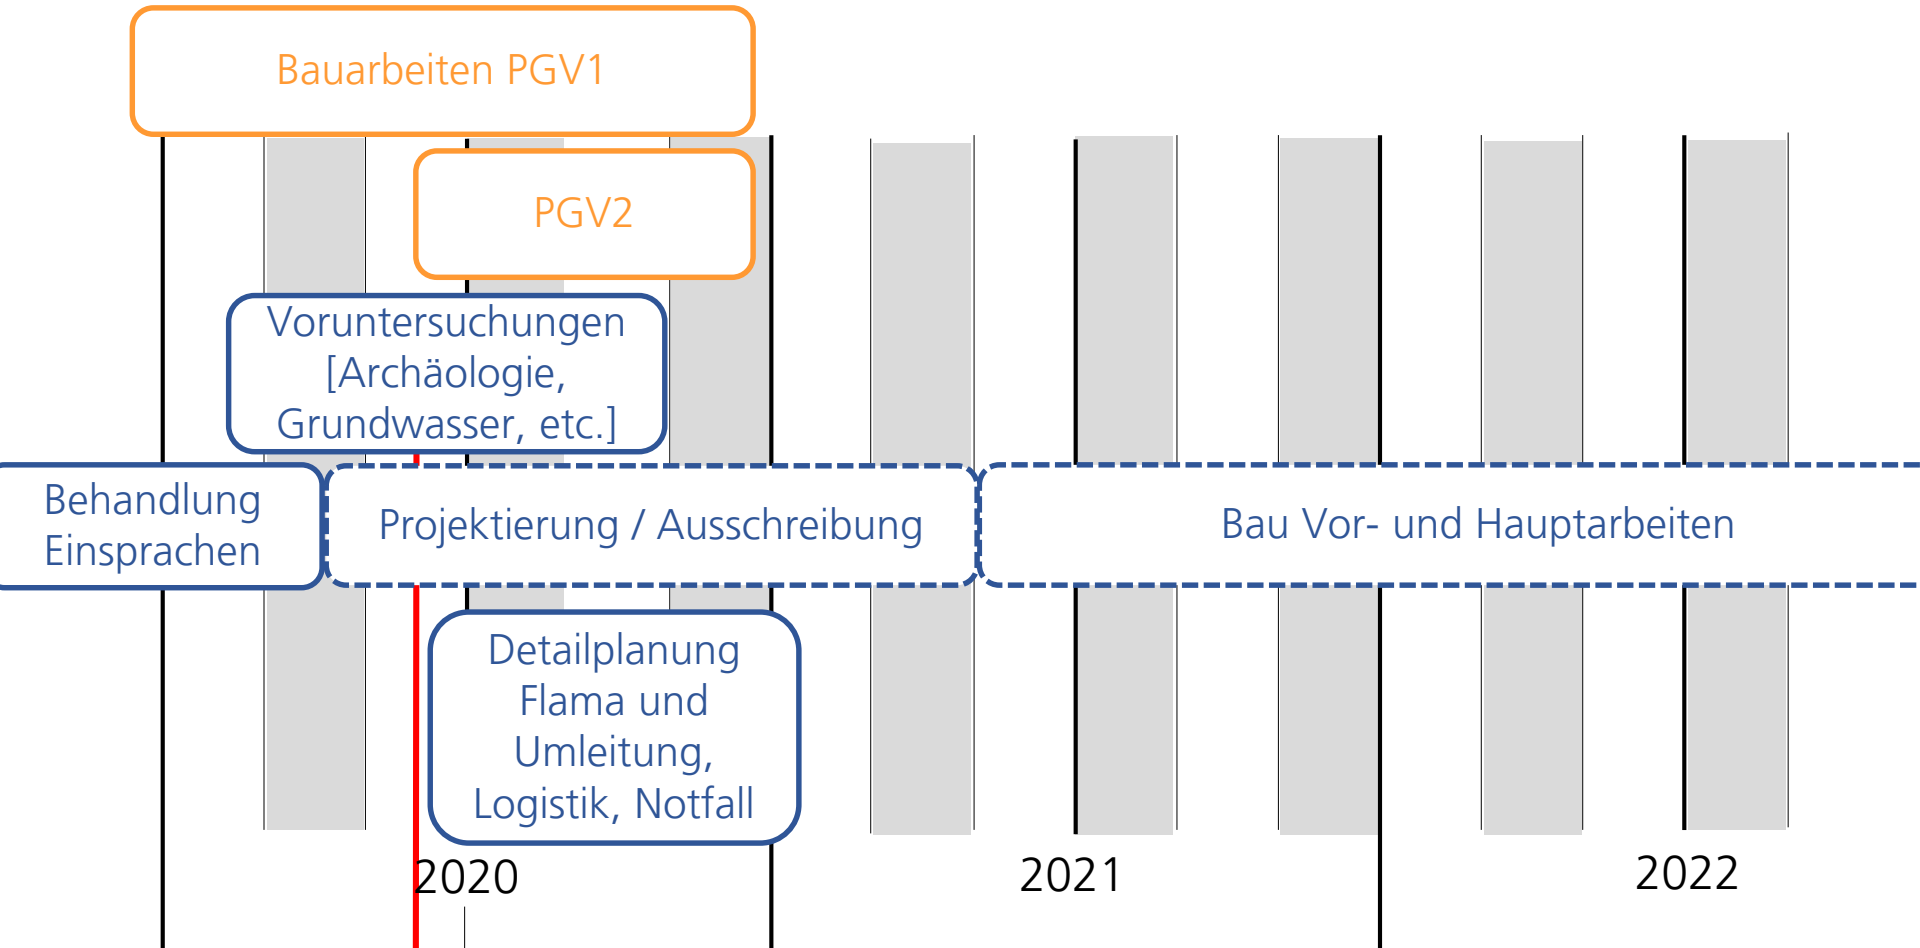 Bauarbeiten PGV1
PGV2
Voruntersuchungen
[Archäologie,
Grundwasser, etc.]
Behandlung
Einsprachen
Projektierung / Ausschreibung
Bau Vor- und Hauptarbeiten
Detailplanung
Flama und
Umleitung,
Logistik, Notfall
2020
2021
2022